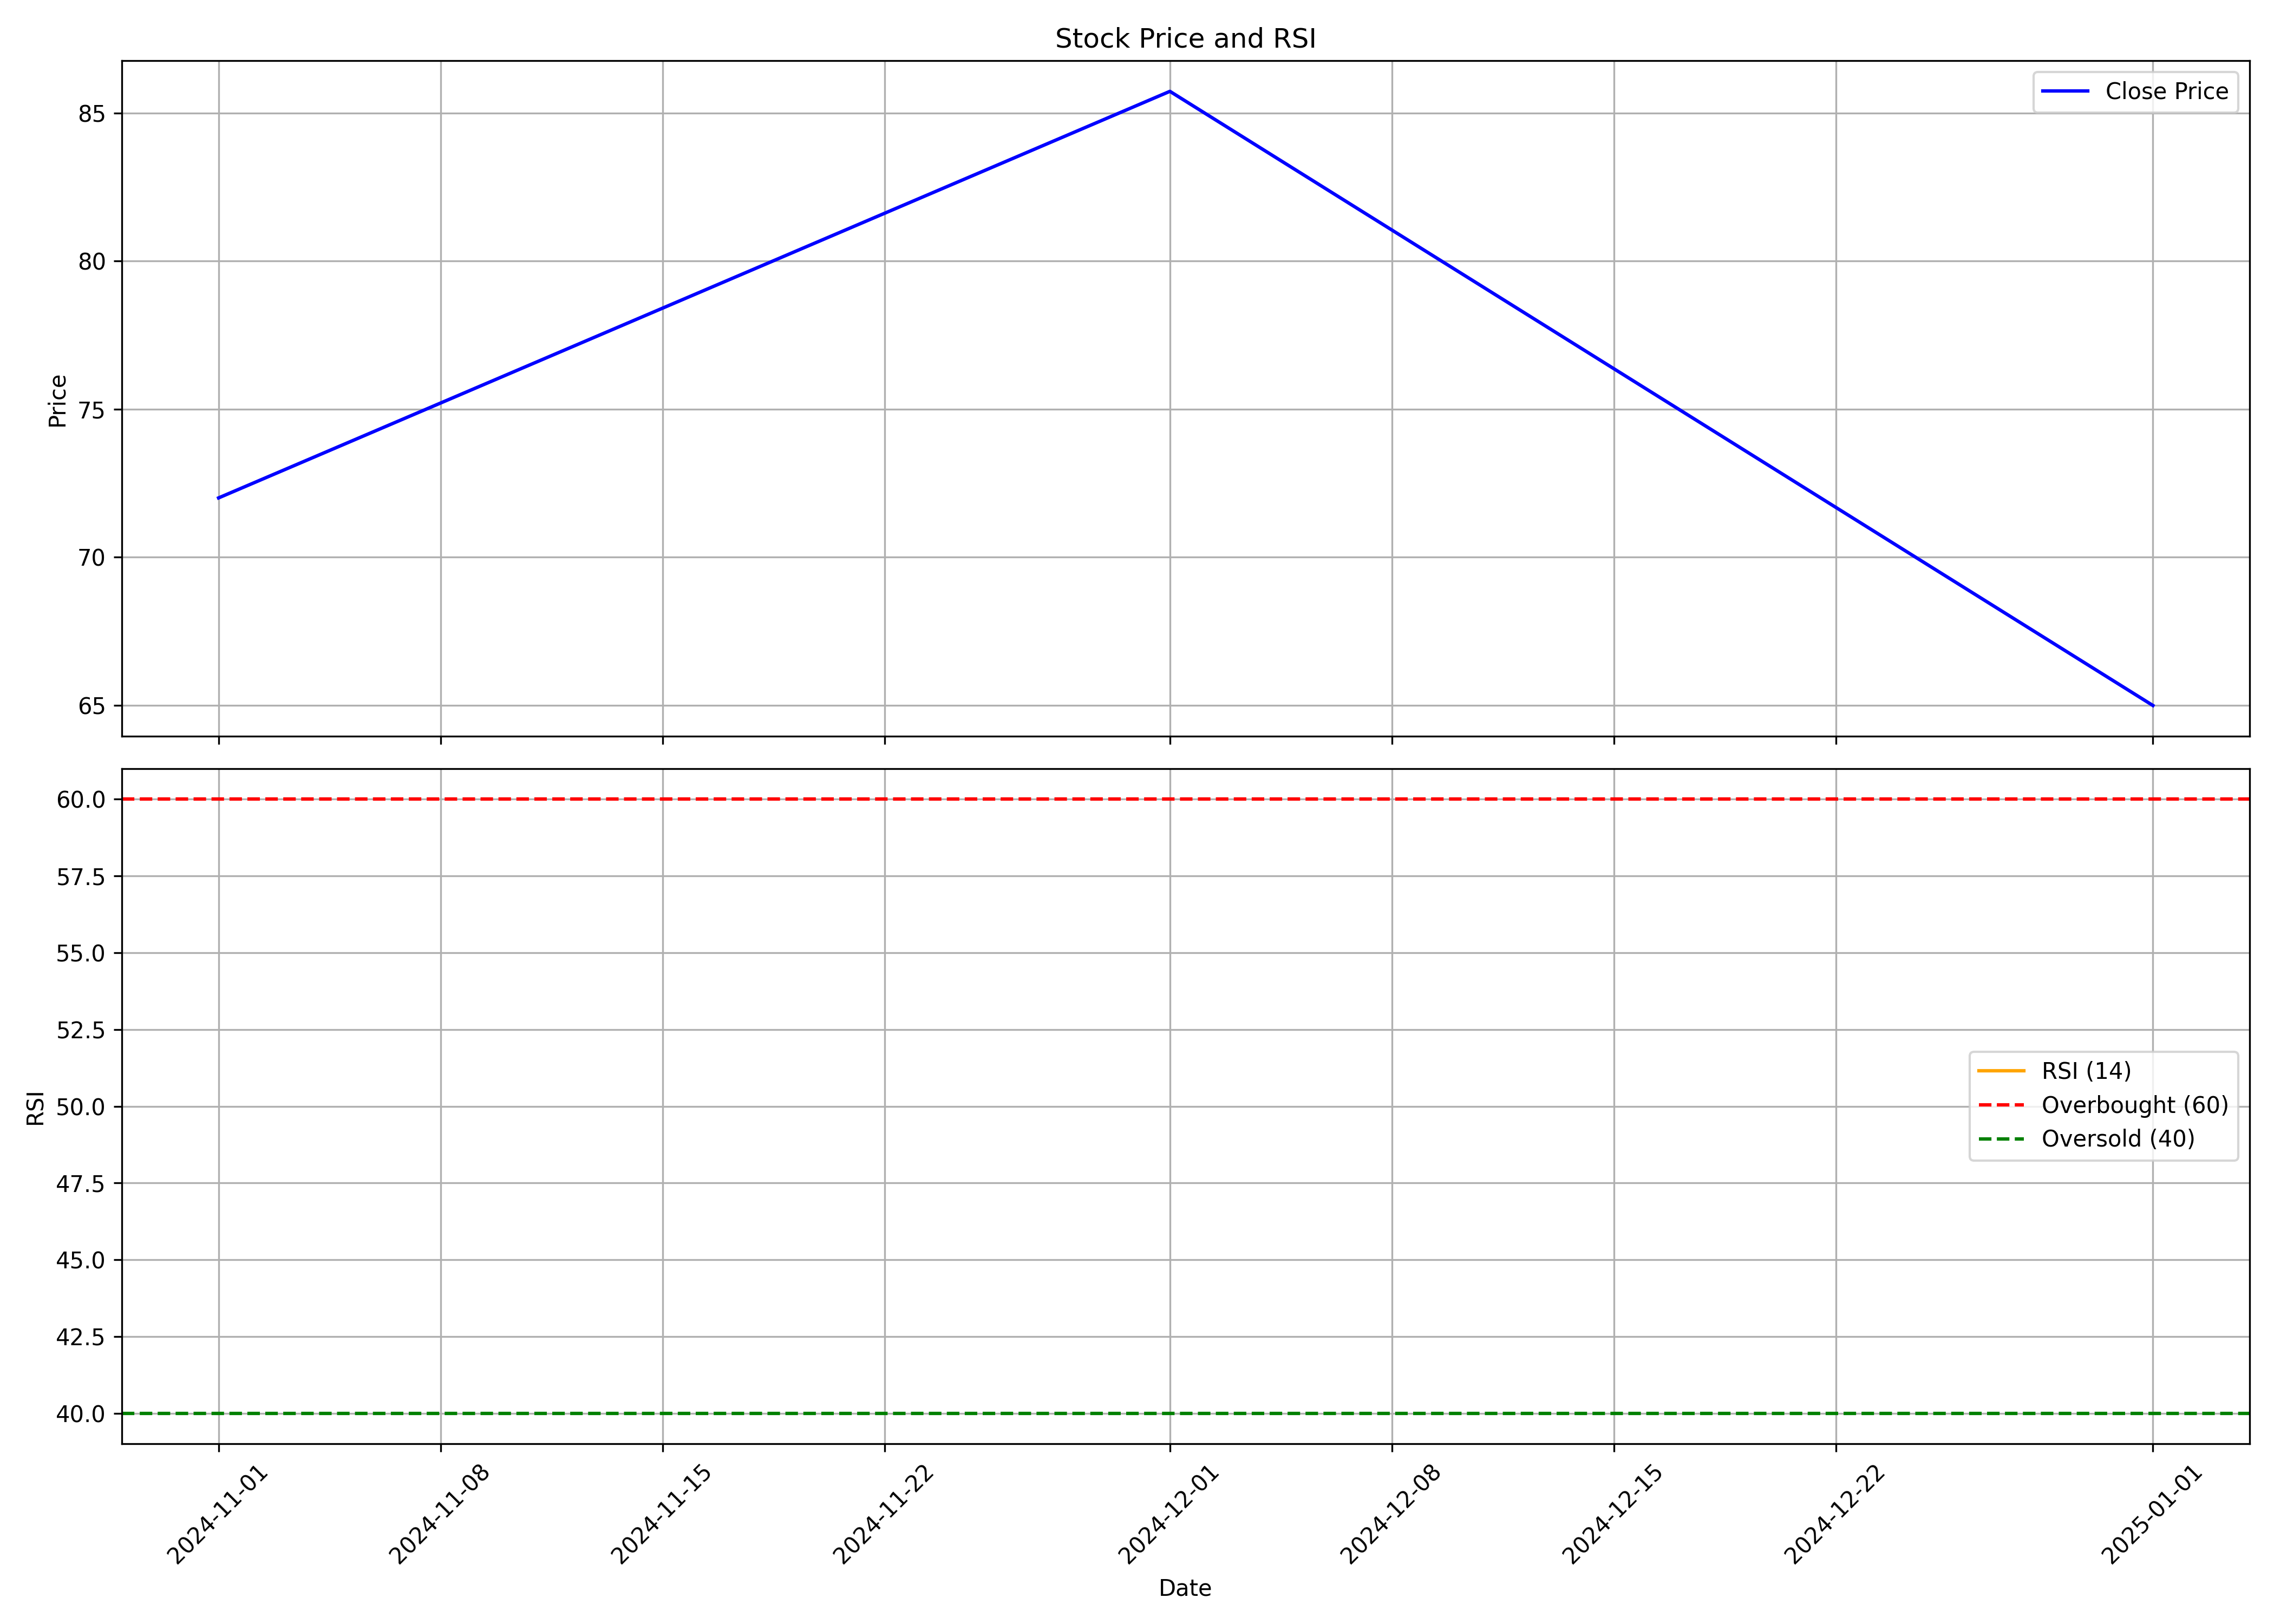 Stock Price and RSI
Close Price
Price
85
80
75
70
65
RSI
60.0
57.5
55.0
52.5
50.0
47.5
45.0
42.5
40.0
RSI (14)
Overbought (60)
Oversold (40)
2024-11-01
2024-11-08
2024-11-15
2024-11-22
2024-12-01
2024-12-08
2024-12-15
2024-12-22
2025-01-01
Date